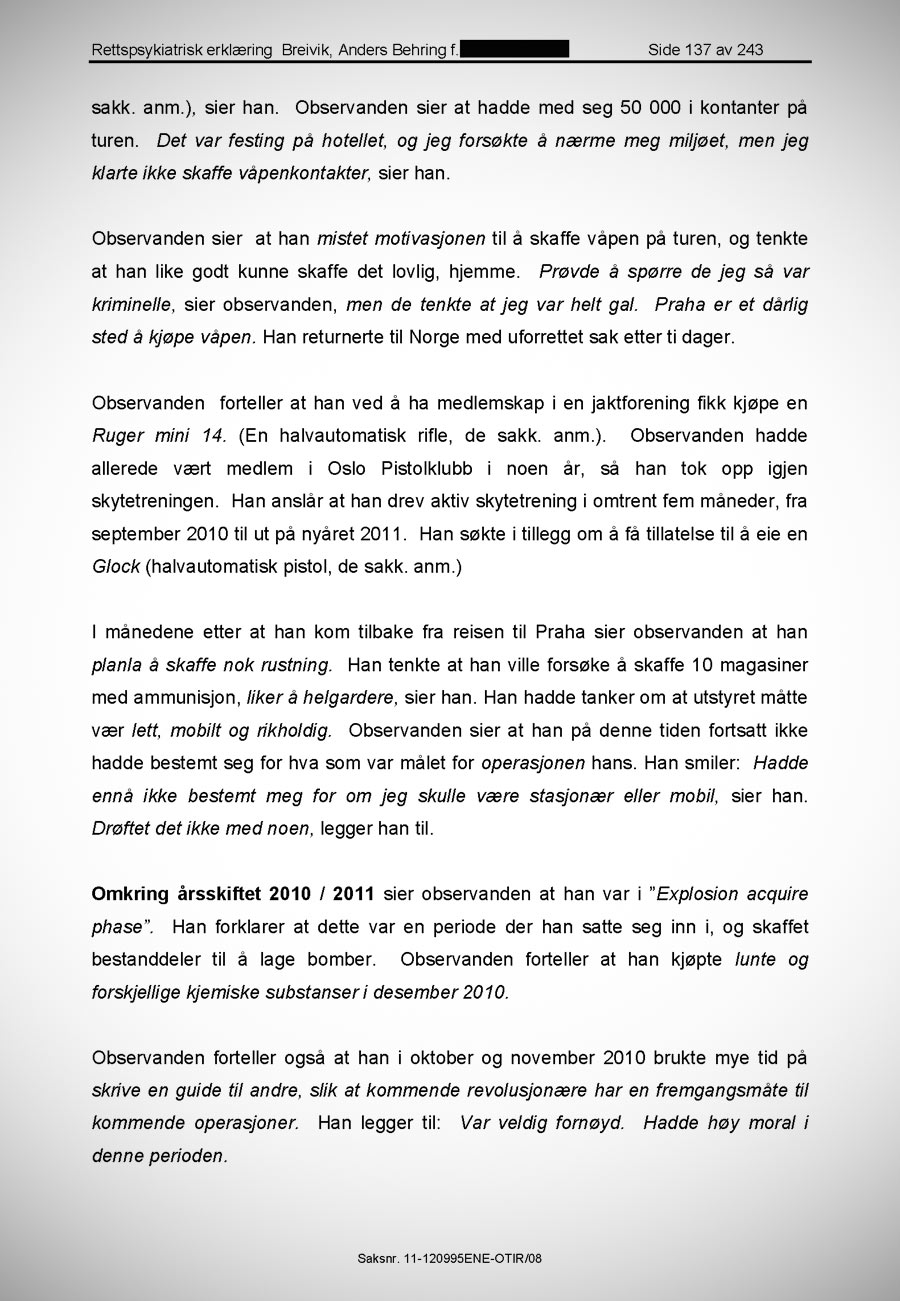 Rettspsykiatrisk erklæring Breivik, Anders Behring f. Side 137 av 243
sakk. anm.), sier han. Observanden sier at hadde med seg 50 000 i kontanter på
turen. Det var festing på hotellet, og jeg forsøkte å nærme meg miljøet, men jeg
klarte ikke skaffe våpenkontakter, sier han.
Observanden sier at han mistet motivasjonen til å skaffe våpen på turen, og tenkte
at han like godt kunne skaffe det lovlig, hjemme. Prøvde å spørre de jeg så var
kriminelle, sier observanden, men de tenkte at jeg var helt gal. Praha er et dårlig
sted å kjøpe våpen. Han returnerte til Norge med uforrettet sak etter ti dager.
Observanden forteller at han ved å ha medlemskap i en jaktforening fikk kjøpe en
Ruger mini 14. (En halvautomatisk rifle, de sakk. anm.). Observanden hadde
allerede vært medlem i Oslo Pistolklubb i noen år, så han tok opp igjen
skytetreningen. Han anslår at han drev aktiv skytetrening i omtrent fem måneder, fra
september 2010 til ut på nyåret 2011. Han søkte i tillegg om å få tillatelse til å eie en
Glock (halvautomatisk pistol, de sakk. anm.)
I månedene etter at han kom tilbake fra reisen til Praha sier observanden at han
planla å skaffe nok rustning. Han tenkte at han ville forsøke å skaffe 10 magasiner
med ammunisjon, liker å helgardere, sier han. Han hadde tanker om at utstyret måtte
vær lett, mobilt og rikholdig. Observanden sier at han på denne tiden fortsatt ikke
hadde bestemt seg for hva som var målet for operasjonen hans. Han smiler: Hadde
ennå ikke bestemt meg for om jeg skulle være stasjonær eller mobil, sier han.
Drøftet det ikke med noen, legger han til.
Omkring årsskiftet 2010 / 2011 sier observanden at han var i ”Explosion acquire
phase”. Han forklarer at dette var en periode der han satte seg inn i, og skaffet
bestanddeler til å lage bomber. Observanden forteller at han kjøpte lunte og
forskjellige kjemiske substanser i desember 2010.
Observanden forteller også at han i oktober og november 2010 brukte mye tid på
skrive en guide til andre, slik at kommende revolusjonære har en fremgangsmåte til
kommende operasjoner. Han legger til: Var veldig fornøyd. Hadde høy moral i
denne perioden.
Saksnr. 11-120995ENE-OTIR/08